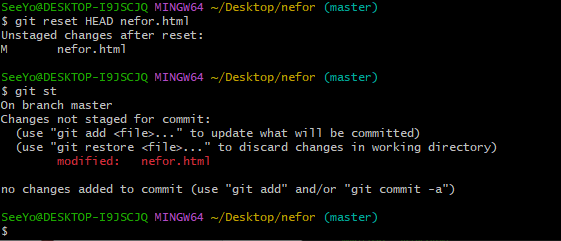 SeeYo@DESKTOP-I9JSCJQ MINGW64 ~/Desktop/nefor (master)
$ git reset HEAD nefor.html
Unstaged changes after reset:
M       nefor.html
SeeYo@DESKTOP-I9JSCJQ MINGW64 ~/Desktop/nefor (master)
$ git st
On branch master
Changes not staged for commit:
  (use "git add <file>..." to update what will be committed)
  (use "git restore <file>..." to discard changes in working directory)
        modified:   nefor.html
no changes added to commit (use "git add" and/or "git commit -a")
SeeYo@DESKTOP-I9JSCJQ MINGW64 ~/Desktop/nefor (master)
$